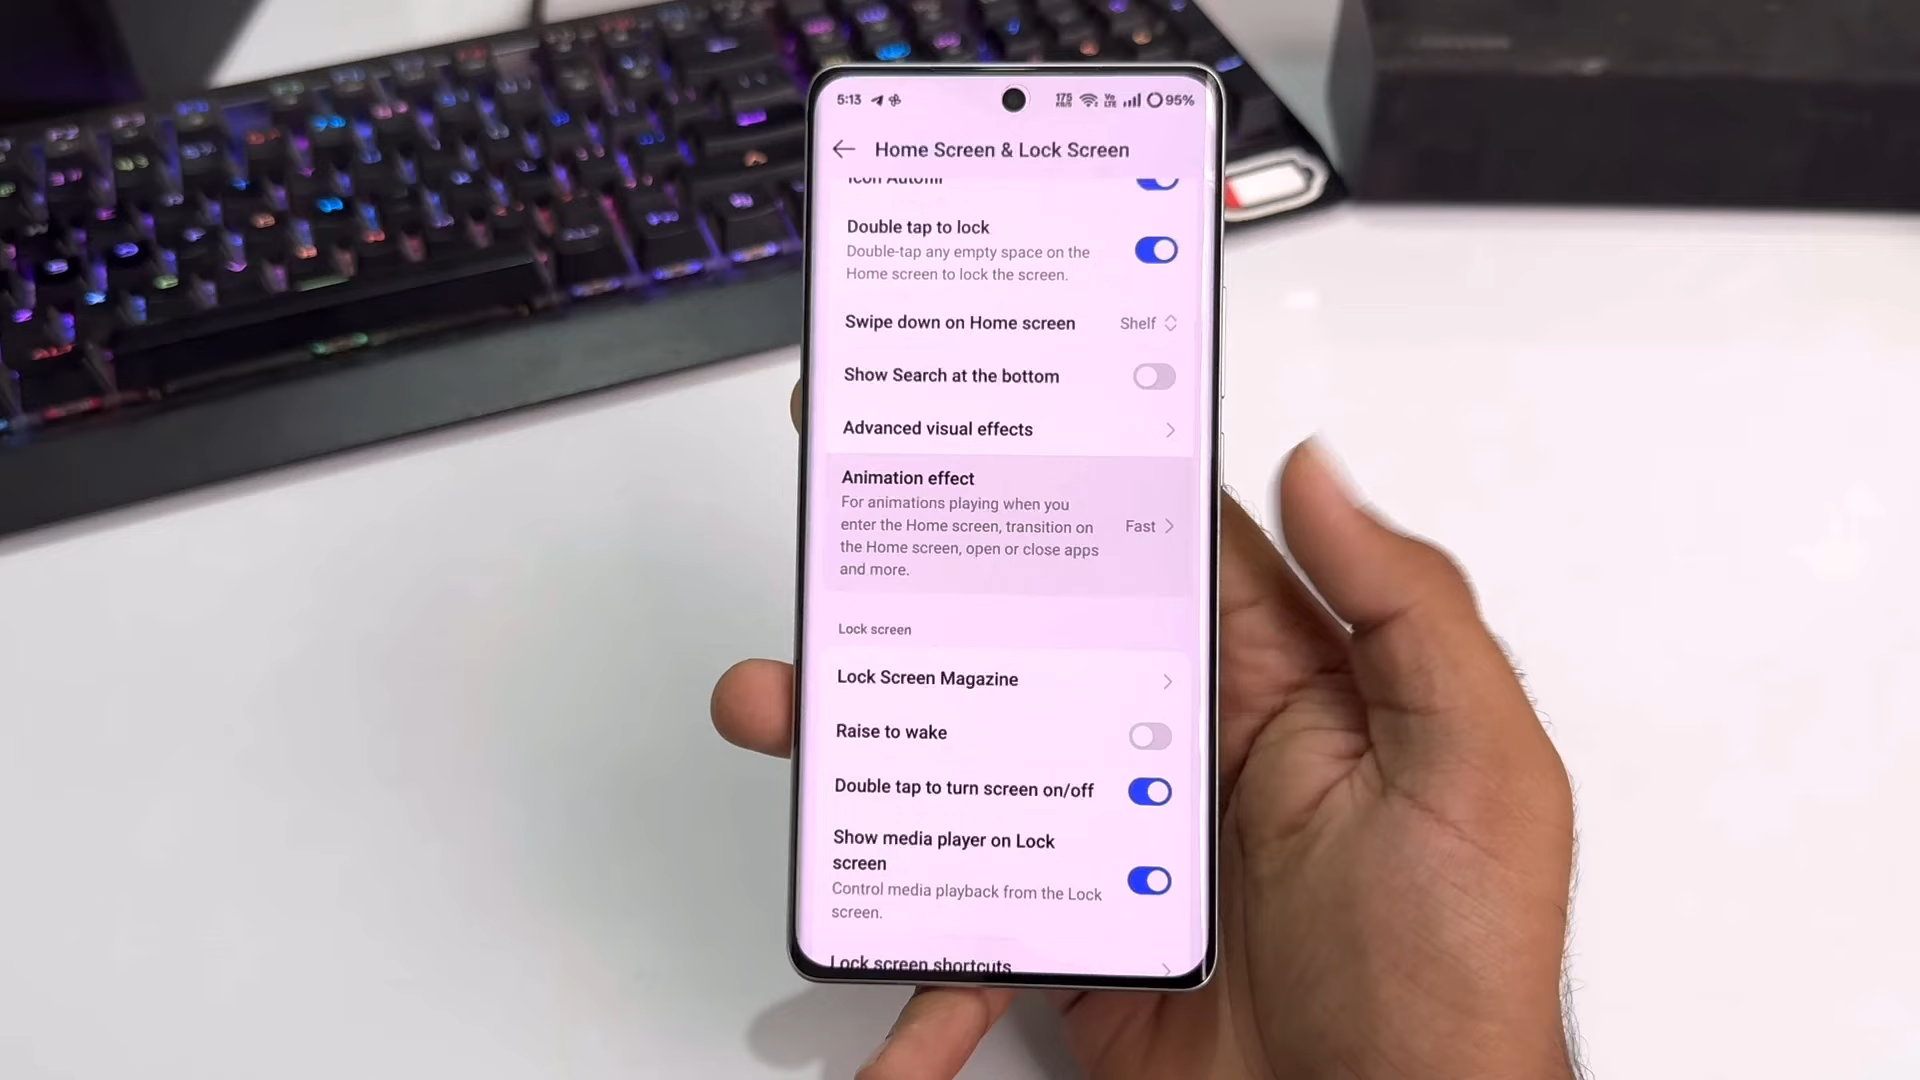 5:13
175 KB/S
Vo LTE
95%
Home Screen & Lock Screen
Double tap to lock
Double-tap any empty space on the
Home screen to lock the screen.
Swipe down on Home screen
Shelf
Show Search at the bottom
Advanced visual effects
Animation effect
For animations playing when you
enter the Home screen, transition on
the Home screen, open or close apps
and more.
Fast
Lock screen
Lock Screen Magazine
Raise to wake
Double tap to turn screen on/off
Show media player on Lock
screen
Control media playback from the Lock
screen.
Lock screen shortcuts